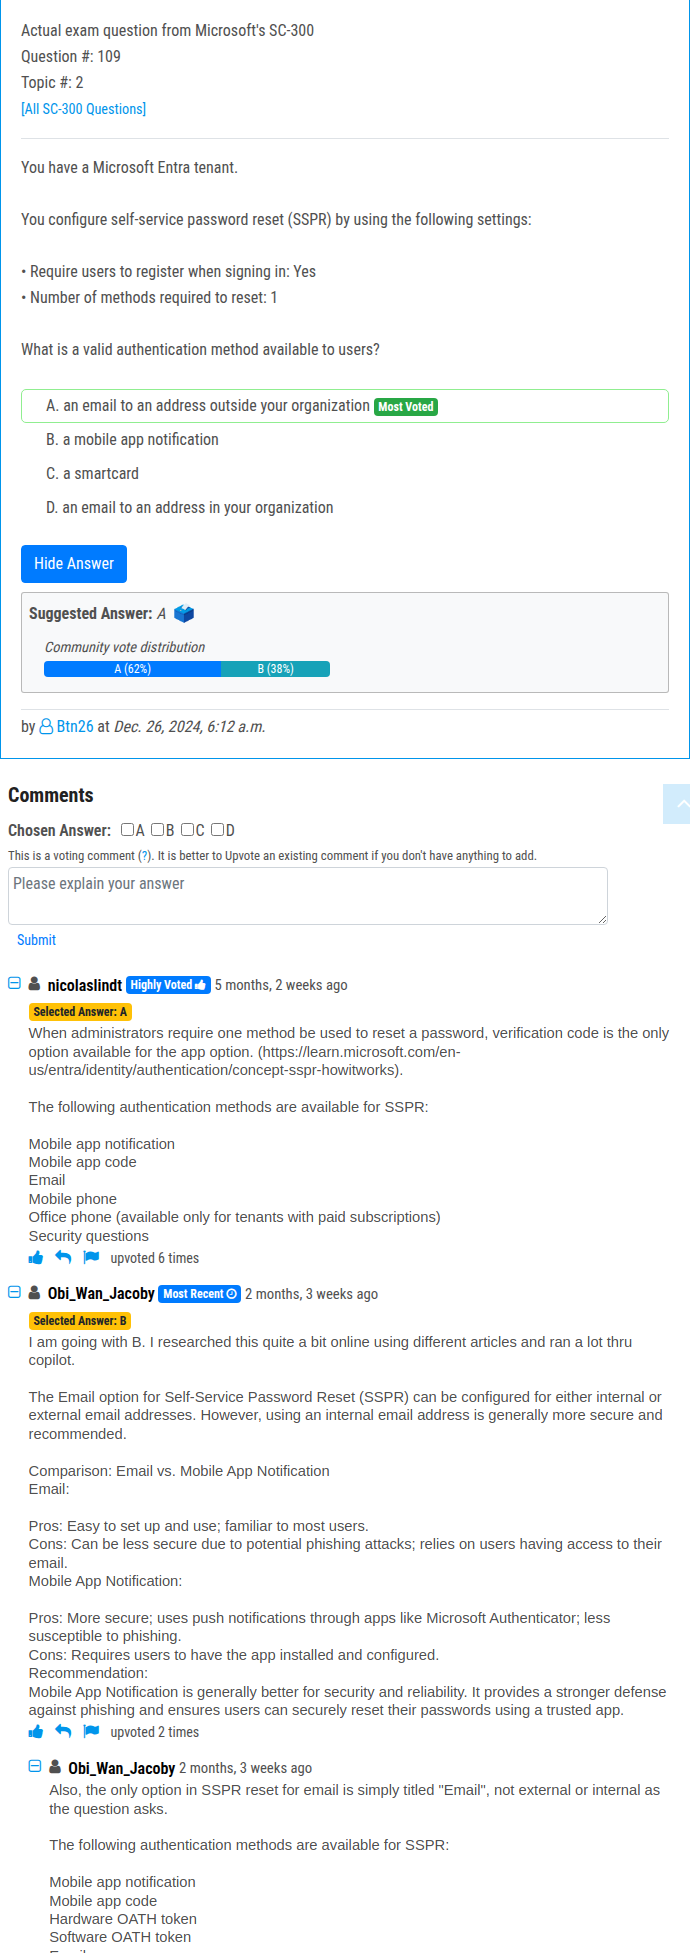 Actual exam question from Microsoft's SC-300
Question #: 109
Topic #: 2
[All SC-300 Questions]
You have a Microsoft Entra tenant.
You configure self-service password reset (SSPR) by using the following settings:
• Require users to register when signing in: Yes
• Number of methods required to reset: 1
What is a valid authentication method available to users?
A. an email to an address outside your organization Most Voted
B. a mobile app notification
C. a smartcard
D. an email to an address in your organization
Hide Answer
Suggested Answer: A
Community vote distribution
A (62%) B (38%)
by Btn26 at Dec. 26, 2024, 6:12 a.m.
Comments
Chosen Answer: A B C D
This is a voting comment (?). It is better to Upvote an existing comment if you don't have anything to add.
Please explain your answer
Submit
nicolaslindt Highly Voted 5 months, 2 weeks ago
Selected Answer: A
When administrators require one method be used to reset a password, verification code is the only
option available for the app option. (https://learn.microsoft.com/en-
us/entra/identity/authentication/concept-sspr-howitworks).
The following authentication methods are available for SSPR:
Mobile app notification
Mobile app code
Email
Mobile phone
Office phone (available only for tenants with paid subscriptions)
Security questions
upvoted 6 times
Obi_Wan_Jacoby Most Recent 2 months, 3 weeks ago
Selected Answer: B
I am going with B. I researched this quite a bit online using different articles and ran a lot thru
copilot.
The Email option for Self-Service Password Reset (SSPR) can be configured for either internal or
external email addresses. However, using an internal email address is generally more secure and
recommended.
Comparison: Email vs. Mobile App Notification
Email:
Pros: Easy to set up and use; familiar to most users.
Cons: Can be less secure due to potential phishing attacks; relies on users having access to their
email.
Mobile App Notification:
Pros: More secure; uses push notifications through apps like Microsoft Authenticator; less
susceptible to phishing.
Cons: Requires users to have the app installed and configured.
Recommendation:
Mobile App Notification is generally better for security and reliability. It provides a stronger defense
against phishing and ensures users can securely reset their passwords using a trusted app.
upvoted 2 times
Obi_Wan_Jacoby 2 months, 3 weeks ago
Also, the only option in SSPR reset for email is simply titled "Email", not external or internal as
the question asks.
The following authentication methods are available for SSPR:
Mobile app notification
Mobile app code
Hardware OATH token
Software OATH token